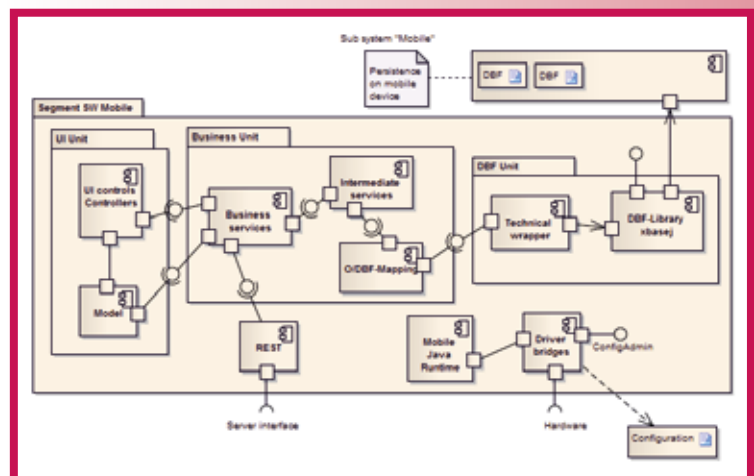 Sub system "Mobile"
Persistence
on mobile
device
DBF
DBF
Segment SW Mobile
UI Unit
Business Unit
DBF Unit
UI controls
Controllers
Business
services
Intermediate
services
Technical
wrapper
DBF-Library
xbasej
O/DBF-Mapping
Model
REST
Mobile
Java
Runtime
Driver
bridges
ConfigAdmin
Server interface
Hardware
Configuration